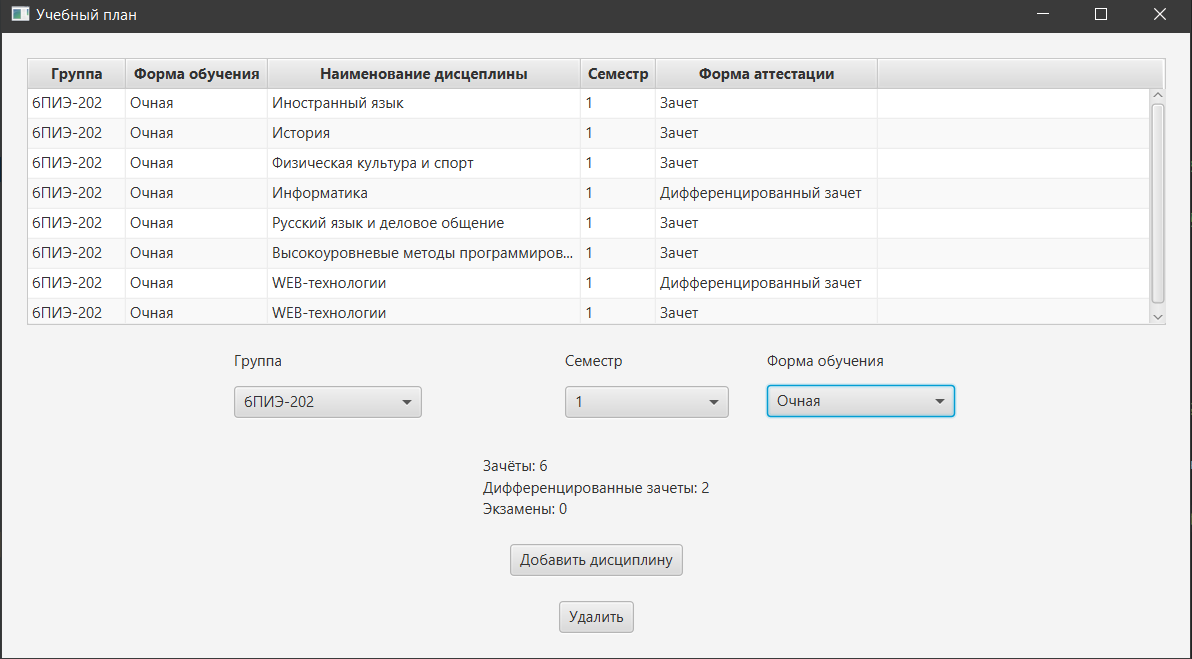 Учебный план
Группа Форма обучения Наименование дисцеплины Семестр Форма аттестации
6ПИЭ-202 Очная Иностранный язык 1 Зачет
6ПИЭ-202 Очная История 1 Зачет
6ПИЭ-202 Очная Физическая культура и спорт 1 Зачет
6ПИЭ-202 Очная Информатика 1 Дифференцированный зачет
6ПИЭ-202 Очная Русский язык и деловое общение 1 Зачет
6ПИЭ-202 Очная Высокоуровневые методы программиров... 1 Зачет
6ПИЭ-202 Очная WEB-технологии 1 Дифференцированный зачет
6ПИЭ-202 Очная WEB-технологии 1 Зачет
Группа Семестр Форма обучения
6ПИЭ-202 1 Очная
Зачёты: 6
Дифференцированные зачеты: 2
Экзамены: 0
Добавить дисциплину
Удалить